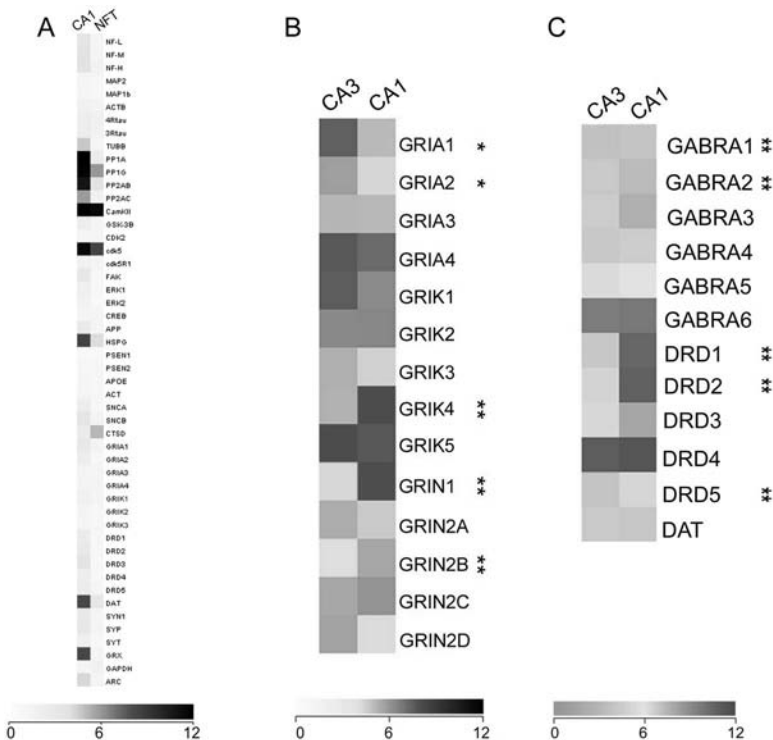 A
CA1 NFT
NF-L
NF-M
NF-H
MAP2
MAP1b
ACTB
4Rtau
3Rtau
TUBB
PP1A
PP1G
PP2AB
PP2AC
CamKII
GSK-3B
CDK2
cdk5
cdk5R1
FAK
ERK1
ERK2
CREB
APP
HSPG
PSEN1
PSEN2
APOE
ACT
SNCA
SNCB
CTSD
GRIA1
GRIA2
GRIA3
GRIA4
GRIK1
GRIK2
GRIK3
DRD1
DRD2
DRD3
DRD4
DRD5
DAT
SYN1
SYP
SYT
GRX
GAPDH
ARC
0 6 12
B
CA3 CA1
GRIA1 *
GRIA2 *
GRIA3
GRIA4
GRIK1
GRIK2
GRIK3
GRIK4 **
GRIK5
GRIN1 **
GRIN2A
GRIN2B **
GRIN2C
GRIN2D
0 6 12
C
CA3 CA1
GABRA1 **
GABRA2 **
GABRA3
GABRA4
GABRA5
GABRA6
DRD1 **
DRD2 **
DRD3
DRD4
DRD5 **
DAT
0 6 12